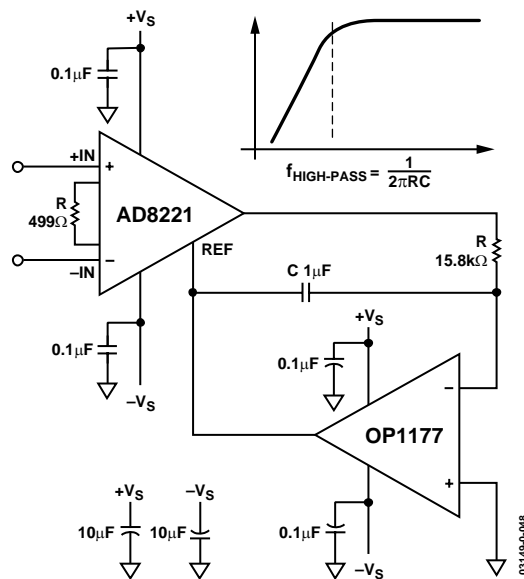 +VS
0.1μF
+IN
+
R
499Ω
–
–IN
AD8221
REF
0.1μF
–VS
fHIGH-PASS = 1
2πRC
R
15.8kΩ
C 1μF
+VS
0.1μF
–
OP1177
+
0.1μF
–VS
+VS
10μF
–VS
10μF
03149-0-048